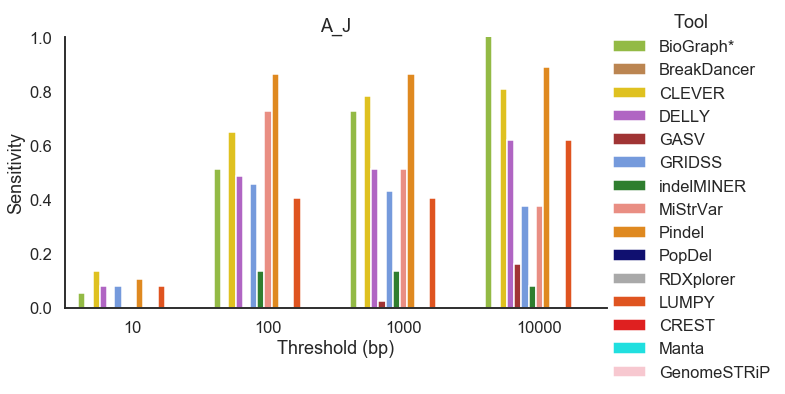 A_J
Sensitivity
1.0
0.8
0.6
0.4
0.2
0.0
10 100 1000 10000
Threshold (bp)
Tool
BioGraph*
BreakDancer
CLEVER
DELLY
GASV
GRIDSS
indelMINER
MiStrVar
Pindel
PopDel
RDXplorer
LUMPY
CREST
Manta
GenomeSTRiP